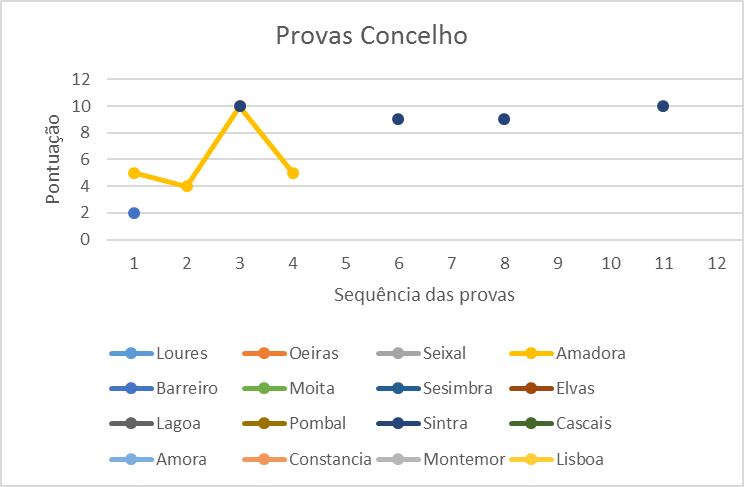 Provas Concelho
12
10
8
6
4
2
0
Pontuação
1 2 3 4 5 6 7 8 9 10 11 12
Sequência das provas
Loures Oeiras Seixal Amadora
Barreiro Moita Sesimbra Elvas
Lagoa Pombal Sintra Cascais
Amora Constancia Montemor Lisboa